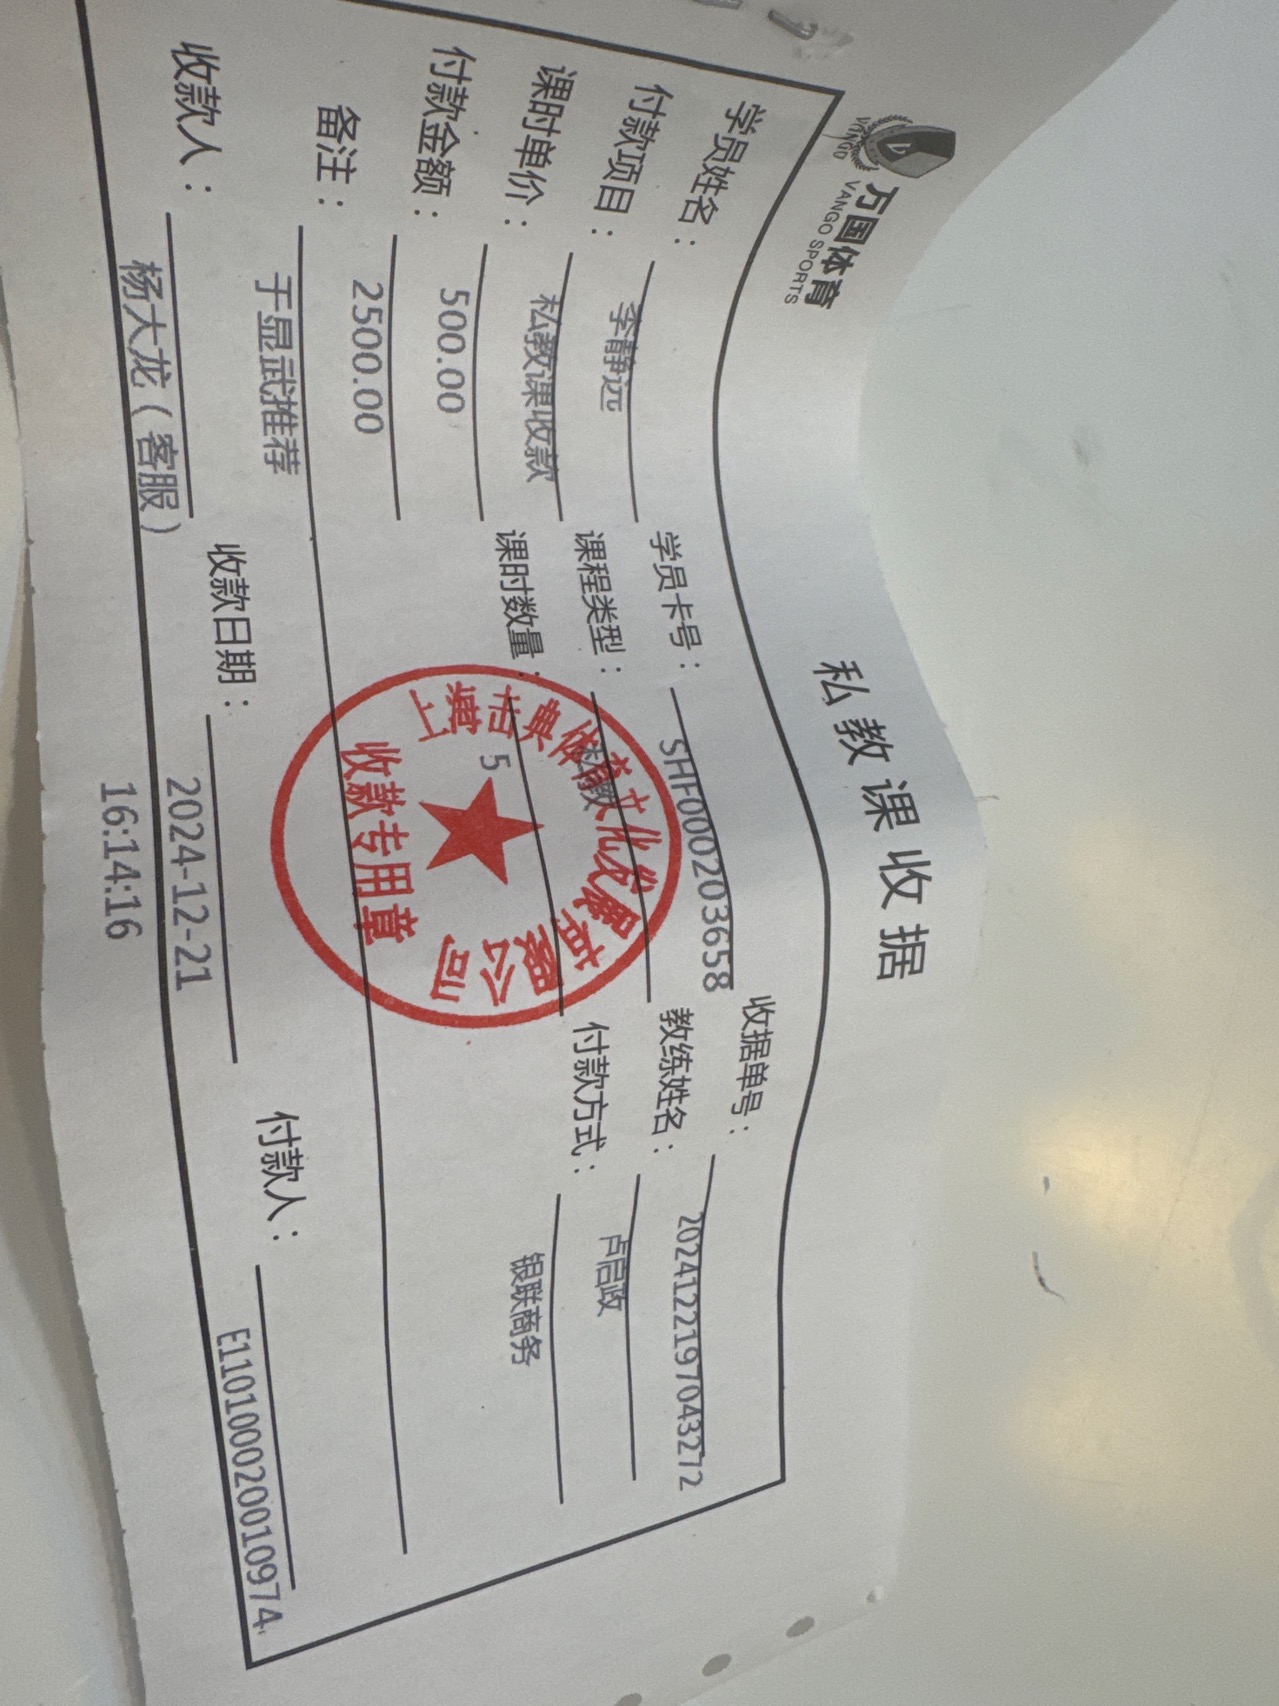 万国体育
VANGO SPORTS
VANGO
私教课收据
收据单号：2024122197043272
学员姓名：李静远 学员卡号：SHF000203658 教练姓名：卢启政
付款项目：私教课收款 课程类型：私教 付款方式：银联商务
课时单价：500.00 课时数量：5
付款金额：2500.00
备注：于显武推荐
收款人：杨大龙（客服） 收款日期：2024-12-21 16:14:16 付款人：E110100020010974
收款专用章